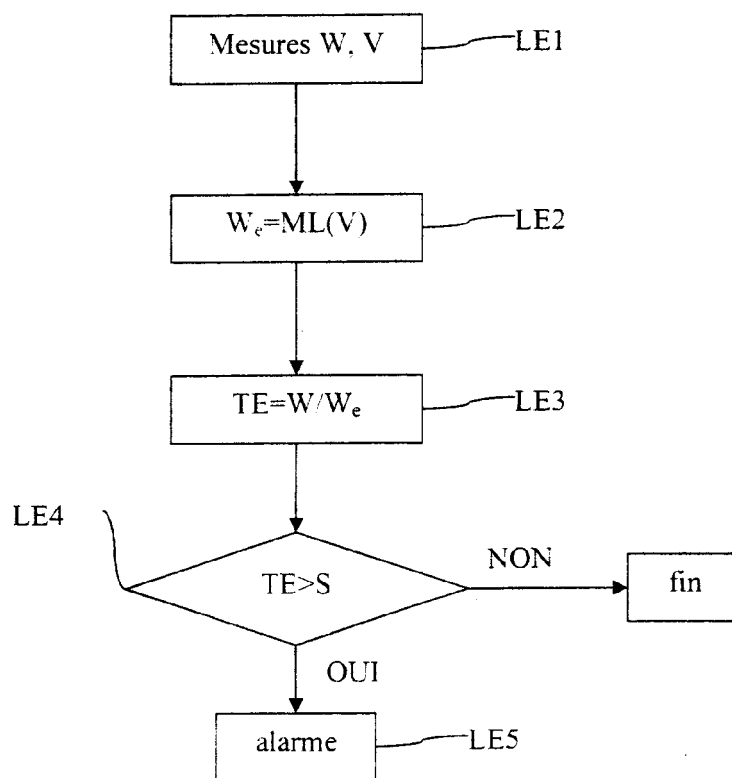 Mesures W, V
LE1
Wₑ=ML(V)
LE2
TE=W/Wₑ
LE3
LE4
TE>S
NON
fin
OUI
alarme
LE5